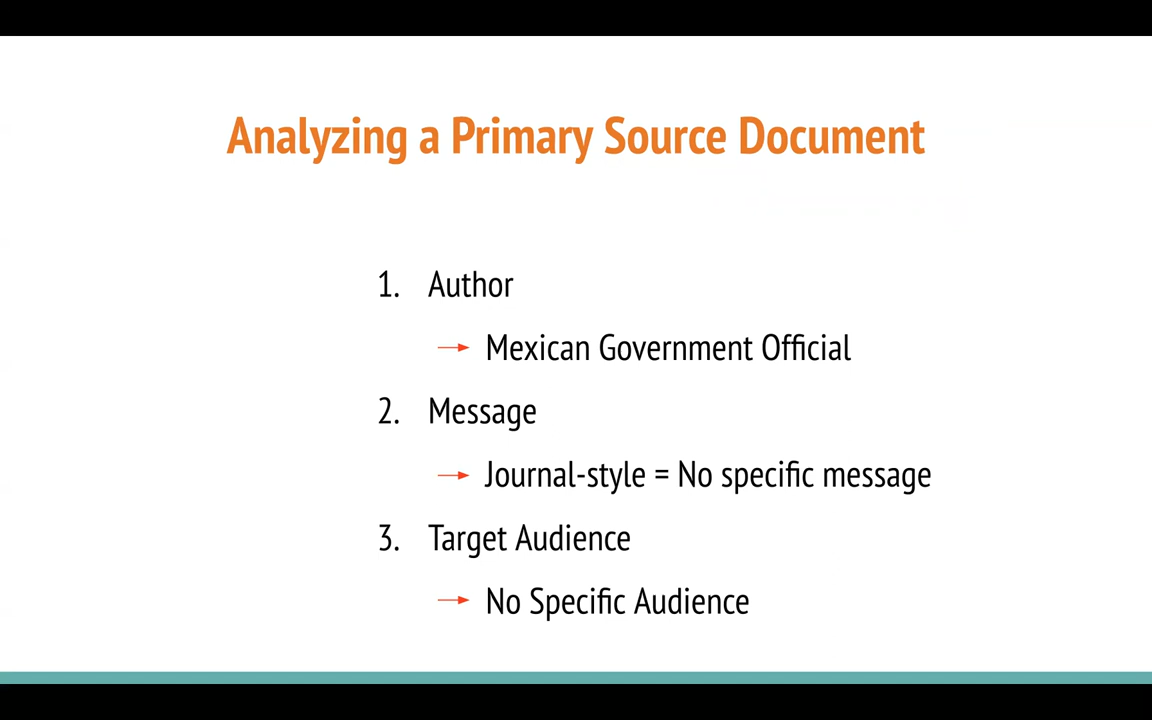 Analyzing a Primary Source Document
1. Author
→ Mexican Government Official
2. Message
→ Journal-style = No specific message
3. Target Audience
→ No Specific Audience